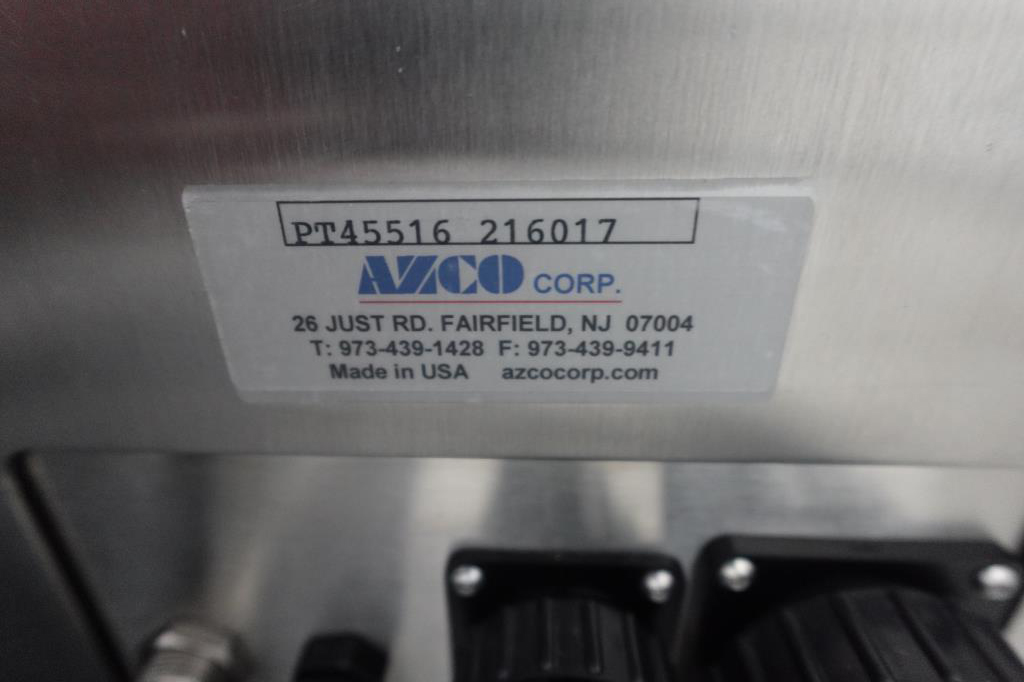 PT45516 216017
AZCO CORP.
26 JUST RD. FAIRFIELD, NJ 07004
T: 973-439-1428 F: 973-439-9411
Made in USA azcocorp.com